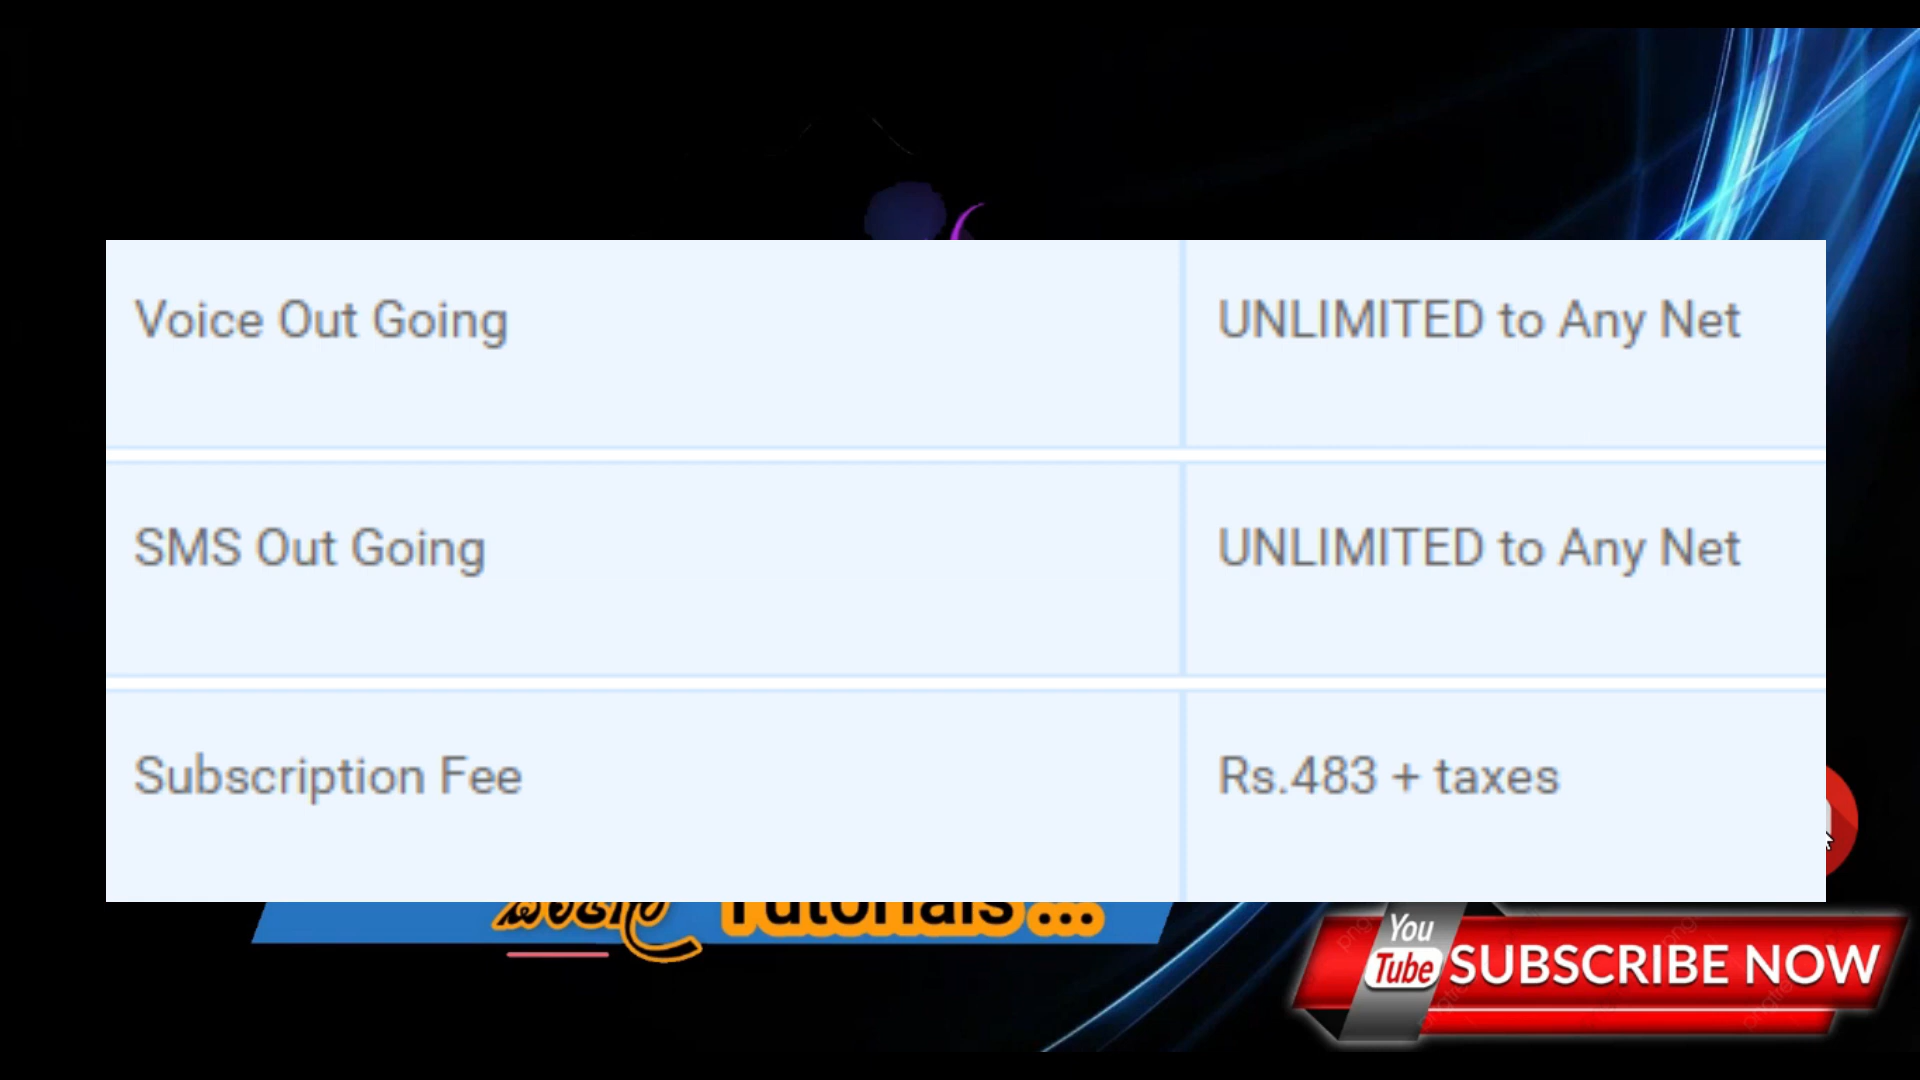 Voice Out Going UNLIMITED to Any Net
SMS Out Going UNLIMITED to Any Net
Subscription Fee Rs.483 + taxes
Tutorials...
You
Tube SUBSCRIBE NOW